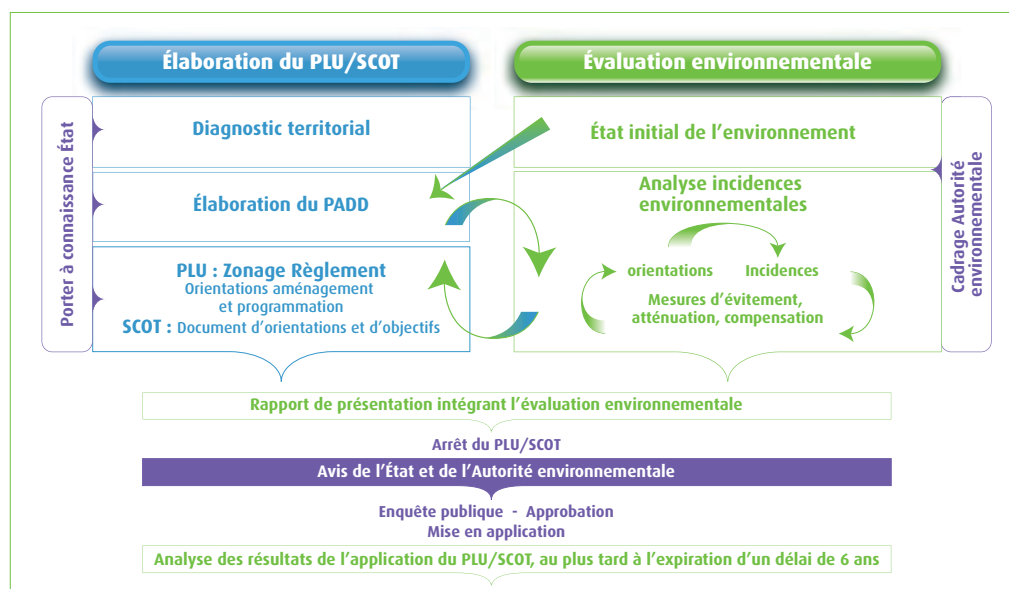 Élaboration du PLU/SCOT
Évaluation environnementale
Porter à connaissance État
Diagnostic territorial
Élaboration du PADD
PLU : Zonage Règlement
Orientations aménagement
et programmation
SCOT : Document d'orientations et d'objectifs
État initial de l'environnement
Analyse incidences
environnementales
orientations
Incidences
Mesures d'évitement,
atténuation, compensation
Cadrage Autorité
environnementale
Rapport de présentation intégrant l'évaluation environnementale
Arrêt du PLU/SCOT
Avis de l'État et de l'Autorité environnementale
Enquête publique - Approbation
Mise en application
Analyse des résultats de l'application du PLU/SCOT, au plus tard à l'expiration d'un délai de 6 ans